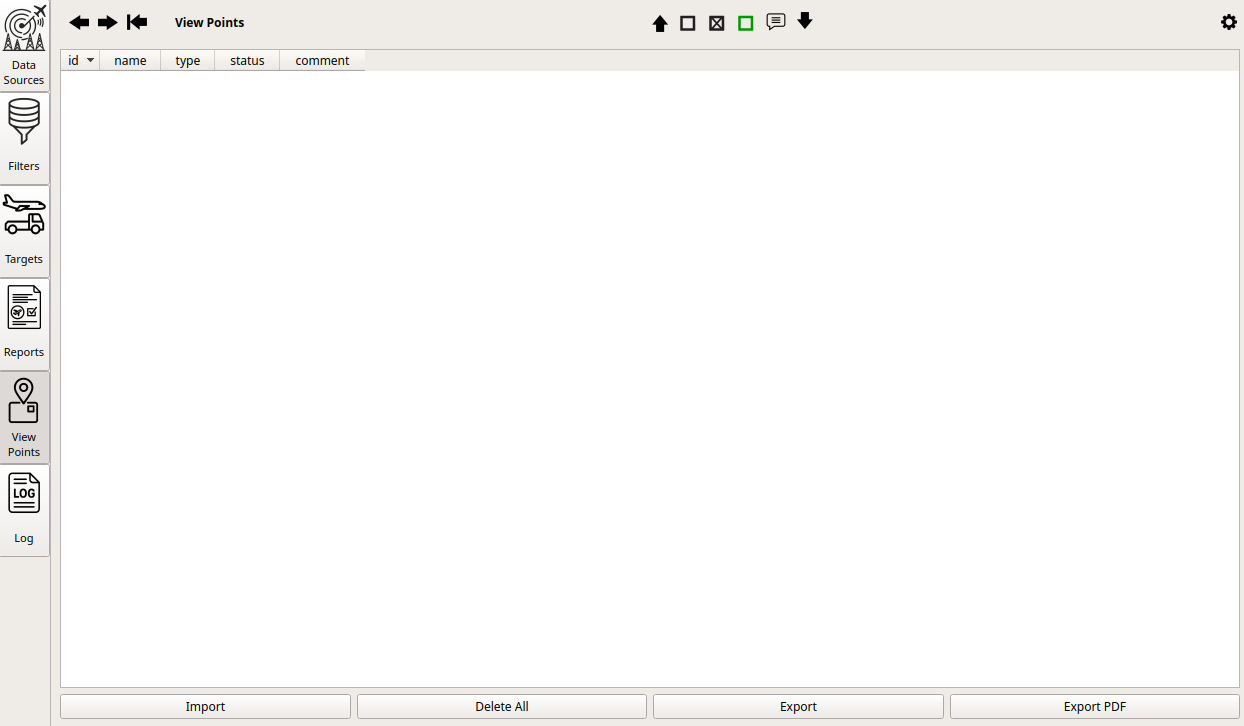 View Points
id
name
type
status
comment
Data
Sources
Filters
Targets
Reports
View
Points
LOG
Log
Import
Delete All
Export
Export PDF